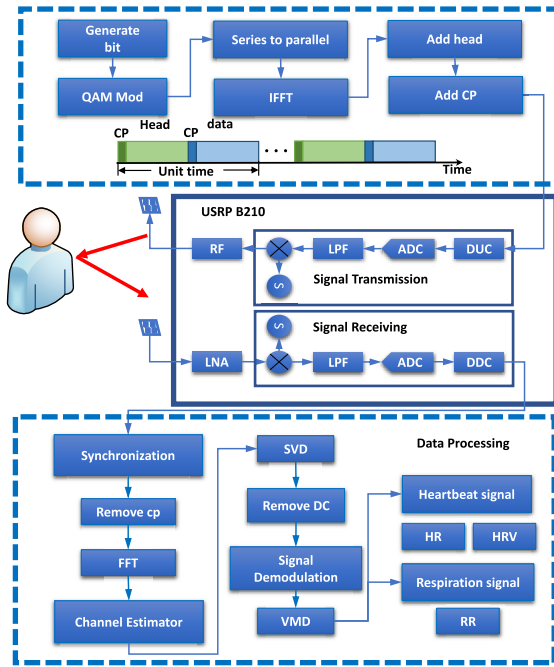 Generate
bit
Series to parallel
Add head
QAM Mod
IFFT
Add CP
Head
data
CP
CP
...
Unit time
Time
USRP B210
RF
LPF
ADC
DUC
S
Signal Transmission
S
Signal Receiving
LNA
LPF
ADC
DDC
Data Processing
Synchronization
Remove cp
FFT
Channel Estimator
SVD
Remove DC
Signal
Demodulation
VMD
Heartbeat signal
HR
HRV
Respiration signal
RR